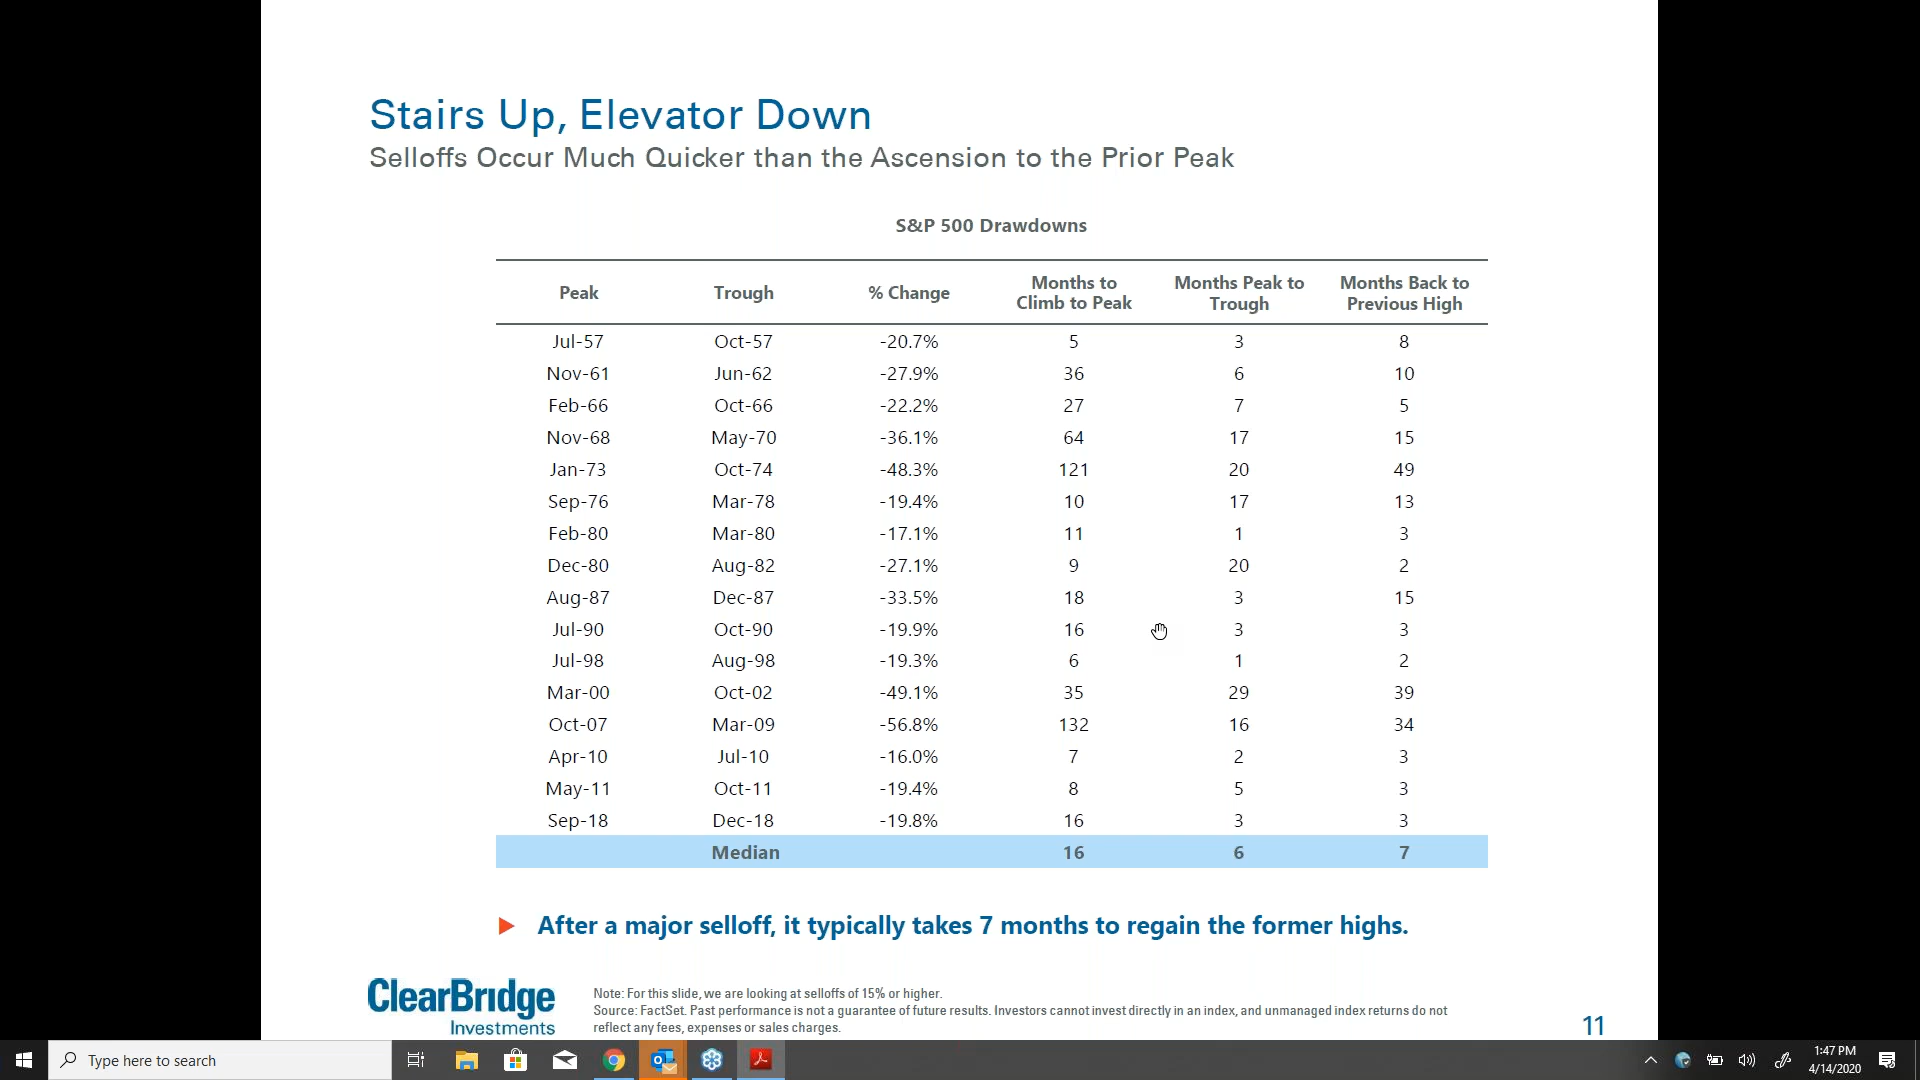 Stairs Up, Elevator Down
Selloffs Occur Much Quicker than the Ascension to the Prior Peak
S&P 500 Drawdowns
Peak Trough % Change Months to Climb to Peak Months Peak to Trough Months Back to Previous High
Jul-57 Oct-57 -20.7% 5 3 8
Nov-61 Jun-62 -27.9% 36 6 10
Feb-66 Oct-66 -22.2% 27 7 5
Nov-68 May-70 -36.1% 64 17 15
Jan-73 Oct-74 -48.3% 121 20 49
Sep-76 Mar-78 -19.4% 10 17 13
Feb-80 Mar-80 -17.1% 11 1 3
Dec-80 Aug-82 -27.1% 9 20 2
Aug-87 Dec-87 -33.5% 18 3 15
Jul-90 Oct-90 -19.9% 16 3 3
Jul-98 Aug-98 -19.3% 6 1 2
Mar-00 Oct-02 -49.1% 35 29 39
Oct-07 Mar-09 -56.8% 132 16 34
Apr-10 Jul-10 -16.0% 7 2 3
May-11 Oct-11 -19.4% 8 5 3
Sep-18 Dec-18 -19.8% 16 3 3
Median 16 6 7
After a major selloff, it typically takes 7 months to regain the former highs.
ClearBridge
Investments
Note: For this slide, we are looking at selloffs of 15% or higher.
Source: FactSet. Past performance is not a guarantee of future results. Investors cannot invest directly in an index, and unmanaged index returns do not
reflect any fees, expenses or sales charges.
11
Type here to search
1:47 PM
4/14/2020